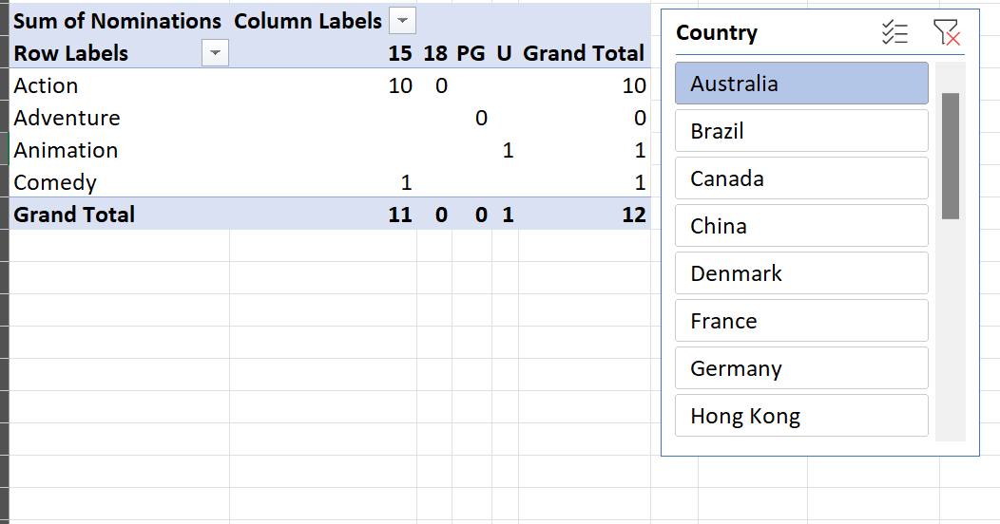 Sum of Nominations Column Labels
Row Labels 15 18 PG U Grand Total
Action 10 0 10
Adventure 0 0
Animation 1 1
Comedy 1 1
Grand Total 11 0 0 1 12
Country
Australia
Brazil
Canada
China
Denmark
France
Germany
Hong Kong